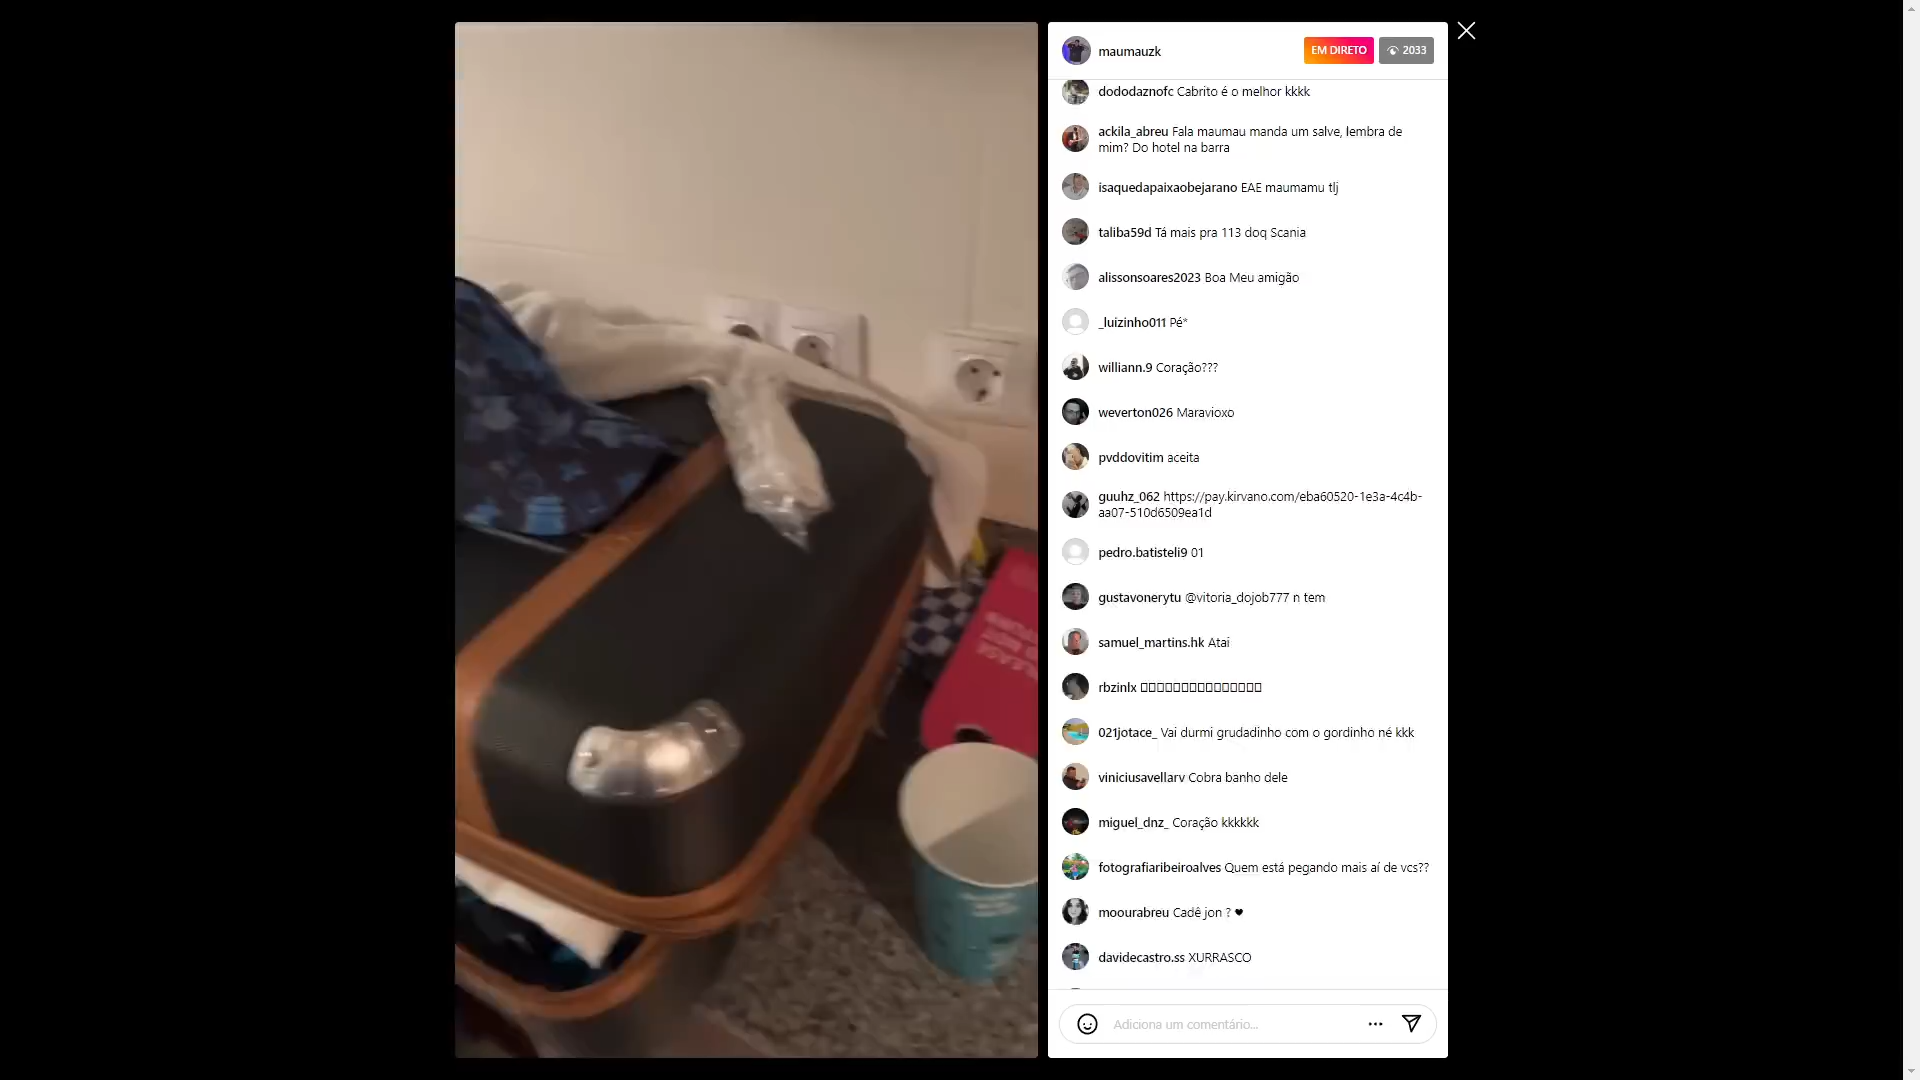 maumauzk
EM DIRETO
2033
dododaznofc Cabrito é o melhor kkkk
ackila_abreu Fala maumau manda um salve, lembra de
mim? Do hotel na barra
isaquedapaixaobejarano EAE maumamu tlj
taliba59d Tá mais pra 113 doq Scania
alissonsoares2023 Boa Meu amigão
_luizinho011 Pé*
williann.9 Coração???
weverton026 Maravioxo
pvddovitim aceita
guuhz_062 https://pay.kirvano.com/eba60520-1e3a-4c4b-
aa07-510d6509ea1d
pedro.batisteli9 01
gustavonerytu @vitoria_dojob777 n tem
samuel_martins.hk Atai
rbzinlx
021jotace_ Vai durmi grudadinho com o gordinho né kkk
viniciusavellarv Cobra banho dele
miguel_dnz_ Coração kkkkkk
fotografiaribeiroalves Quem está pegando mais aí de vcs??
moourabreu Cadê jon ? ♥
davidecastro.ss XURRASCO
Adiciona um comentário...